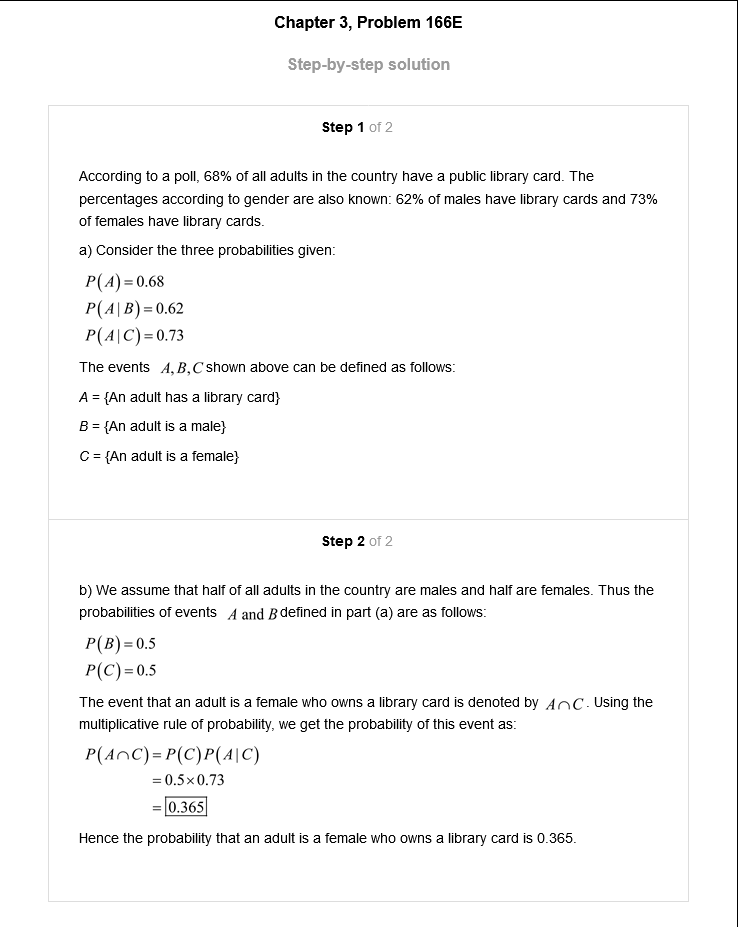 Chapter 3, Problem 166E
Step-by-step solution
Step 1 of 2
According to a poll, 68% of all adults in the country have a public library card. The
percentages according to gender are also known: 62% of males have library cards and 73%
of females have library cards.
a) Consider the three probabilities given:
P(A)=0.68
P(A|B)=0.62
P(A|C)=0.73
The events A,B,C shown above can be defined as follows:
A = {An adult has a library card}
B = {An adult is a male}
C = {An adult is a female}
Step 2 of 2
b) We assume that half of all adults in the country are males and half are females. Thus the
probabilities of events A and B defined in part (a) are as follows:
P(B)=0.5
P(C)=0.5
The event that an adult is a female who owns a library card is denoted by A∩C. Using the
multiplicative rule of probability, we get the probability of this event as:
P(A∩C)=P(C)P(A|C)
=0.5×0.73
=0.365
Hence the probability that an adult is a female who owns a library card is 0.365.